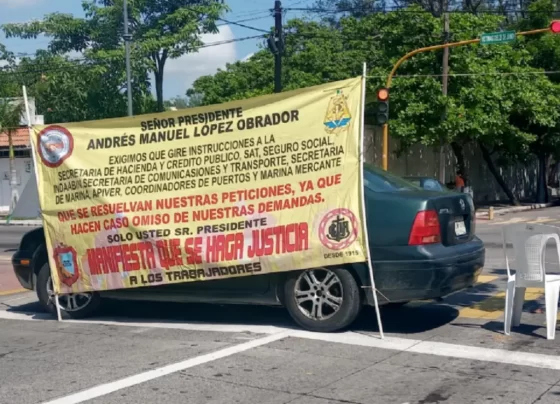 SEÑOR PRESIDENTE
ANDRÉS MANUEL LÓPEZ OBRADOR
EXIGIMOS QUE GIRE INSTRUCCIONES A LA
SECRETARIA DE HACIENDA Y CREDITO PUBLICO, SAT, SEGURO SOCIAL,
INDAABIN SECRETARIA DE COMUNICACIONES Y TRANSPORTE, SECRETARIA
DE MARINA, APIVER, COORDINADORES DE PUERTOS Y MARINA MERCANTE
QUE SE RESUELVAN NUESTRAS PETICIONES, YA QUE
HACEN CASO OMISO DE NUESTRAS DEMANDAS.
SOLO USTED SR. PRESIDENTE
MANIFIESTA QUE SE HAGA JUSTICIA
A LOS TRABAJADORES
DESDE 1915